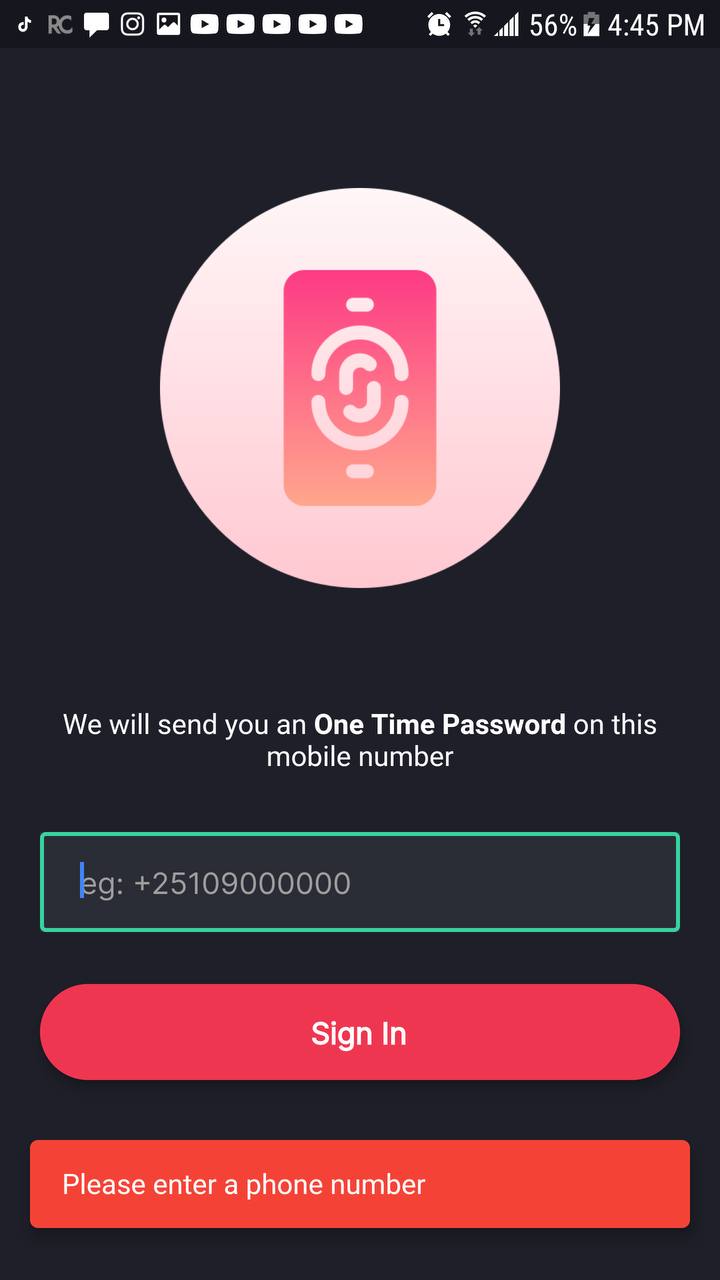 RC 56% 4:45 PM
We will send you an One Time Password on this
mobile number
eg: +25109000000
Sign In
Please enter a phone number